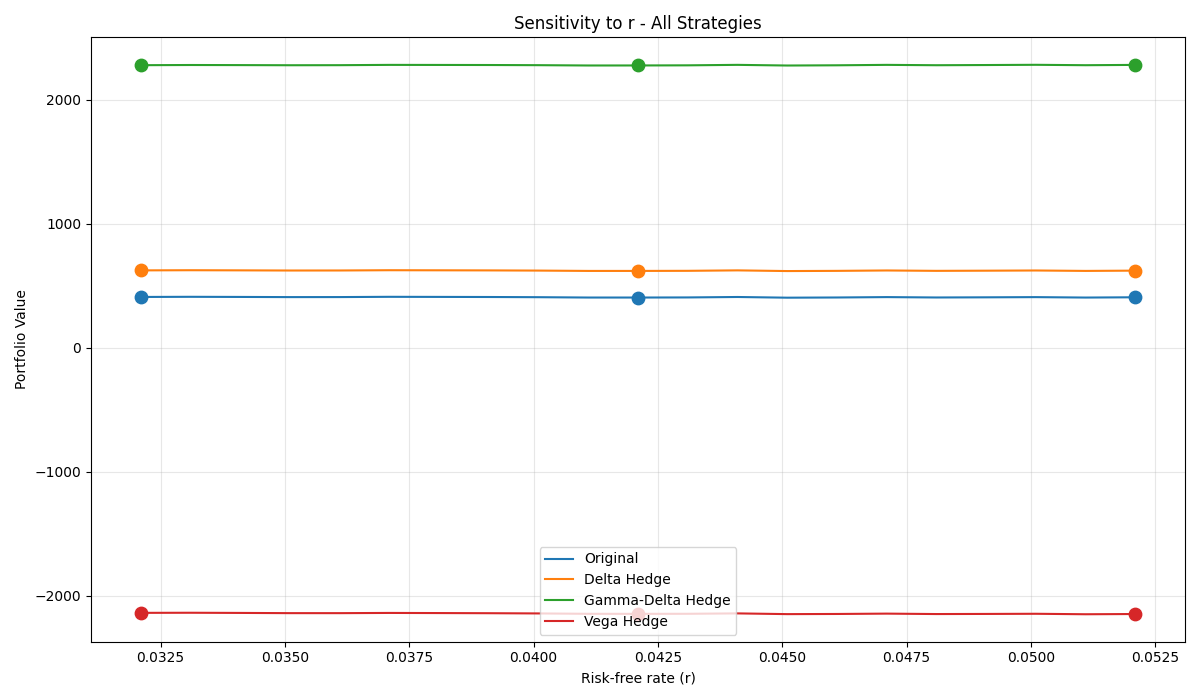 Sensitivity to r - All Strategies
Portfolio Value
2000
1000
0
−1000
−2000
Original
Delta Hedge
Gamma-Delta Hedge
Vega Hedge
0.0325 0.0350 0.0375 0.0400 0.0425 0.0450 0.0475 0.0500 0.0525
Risk-free rate (r)